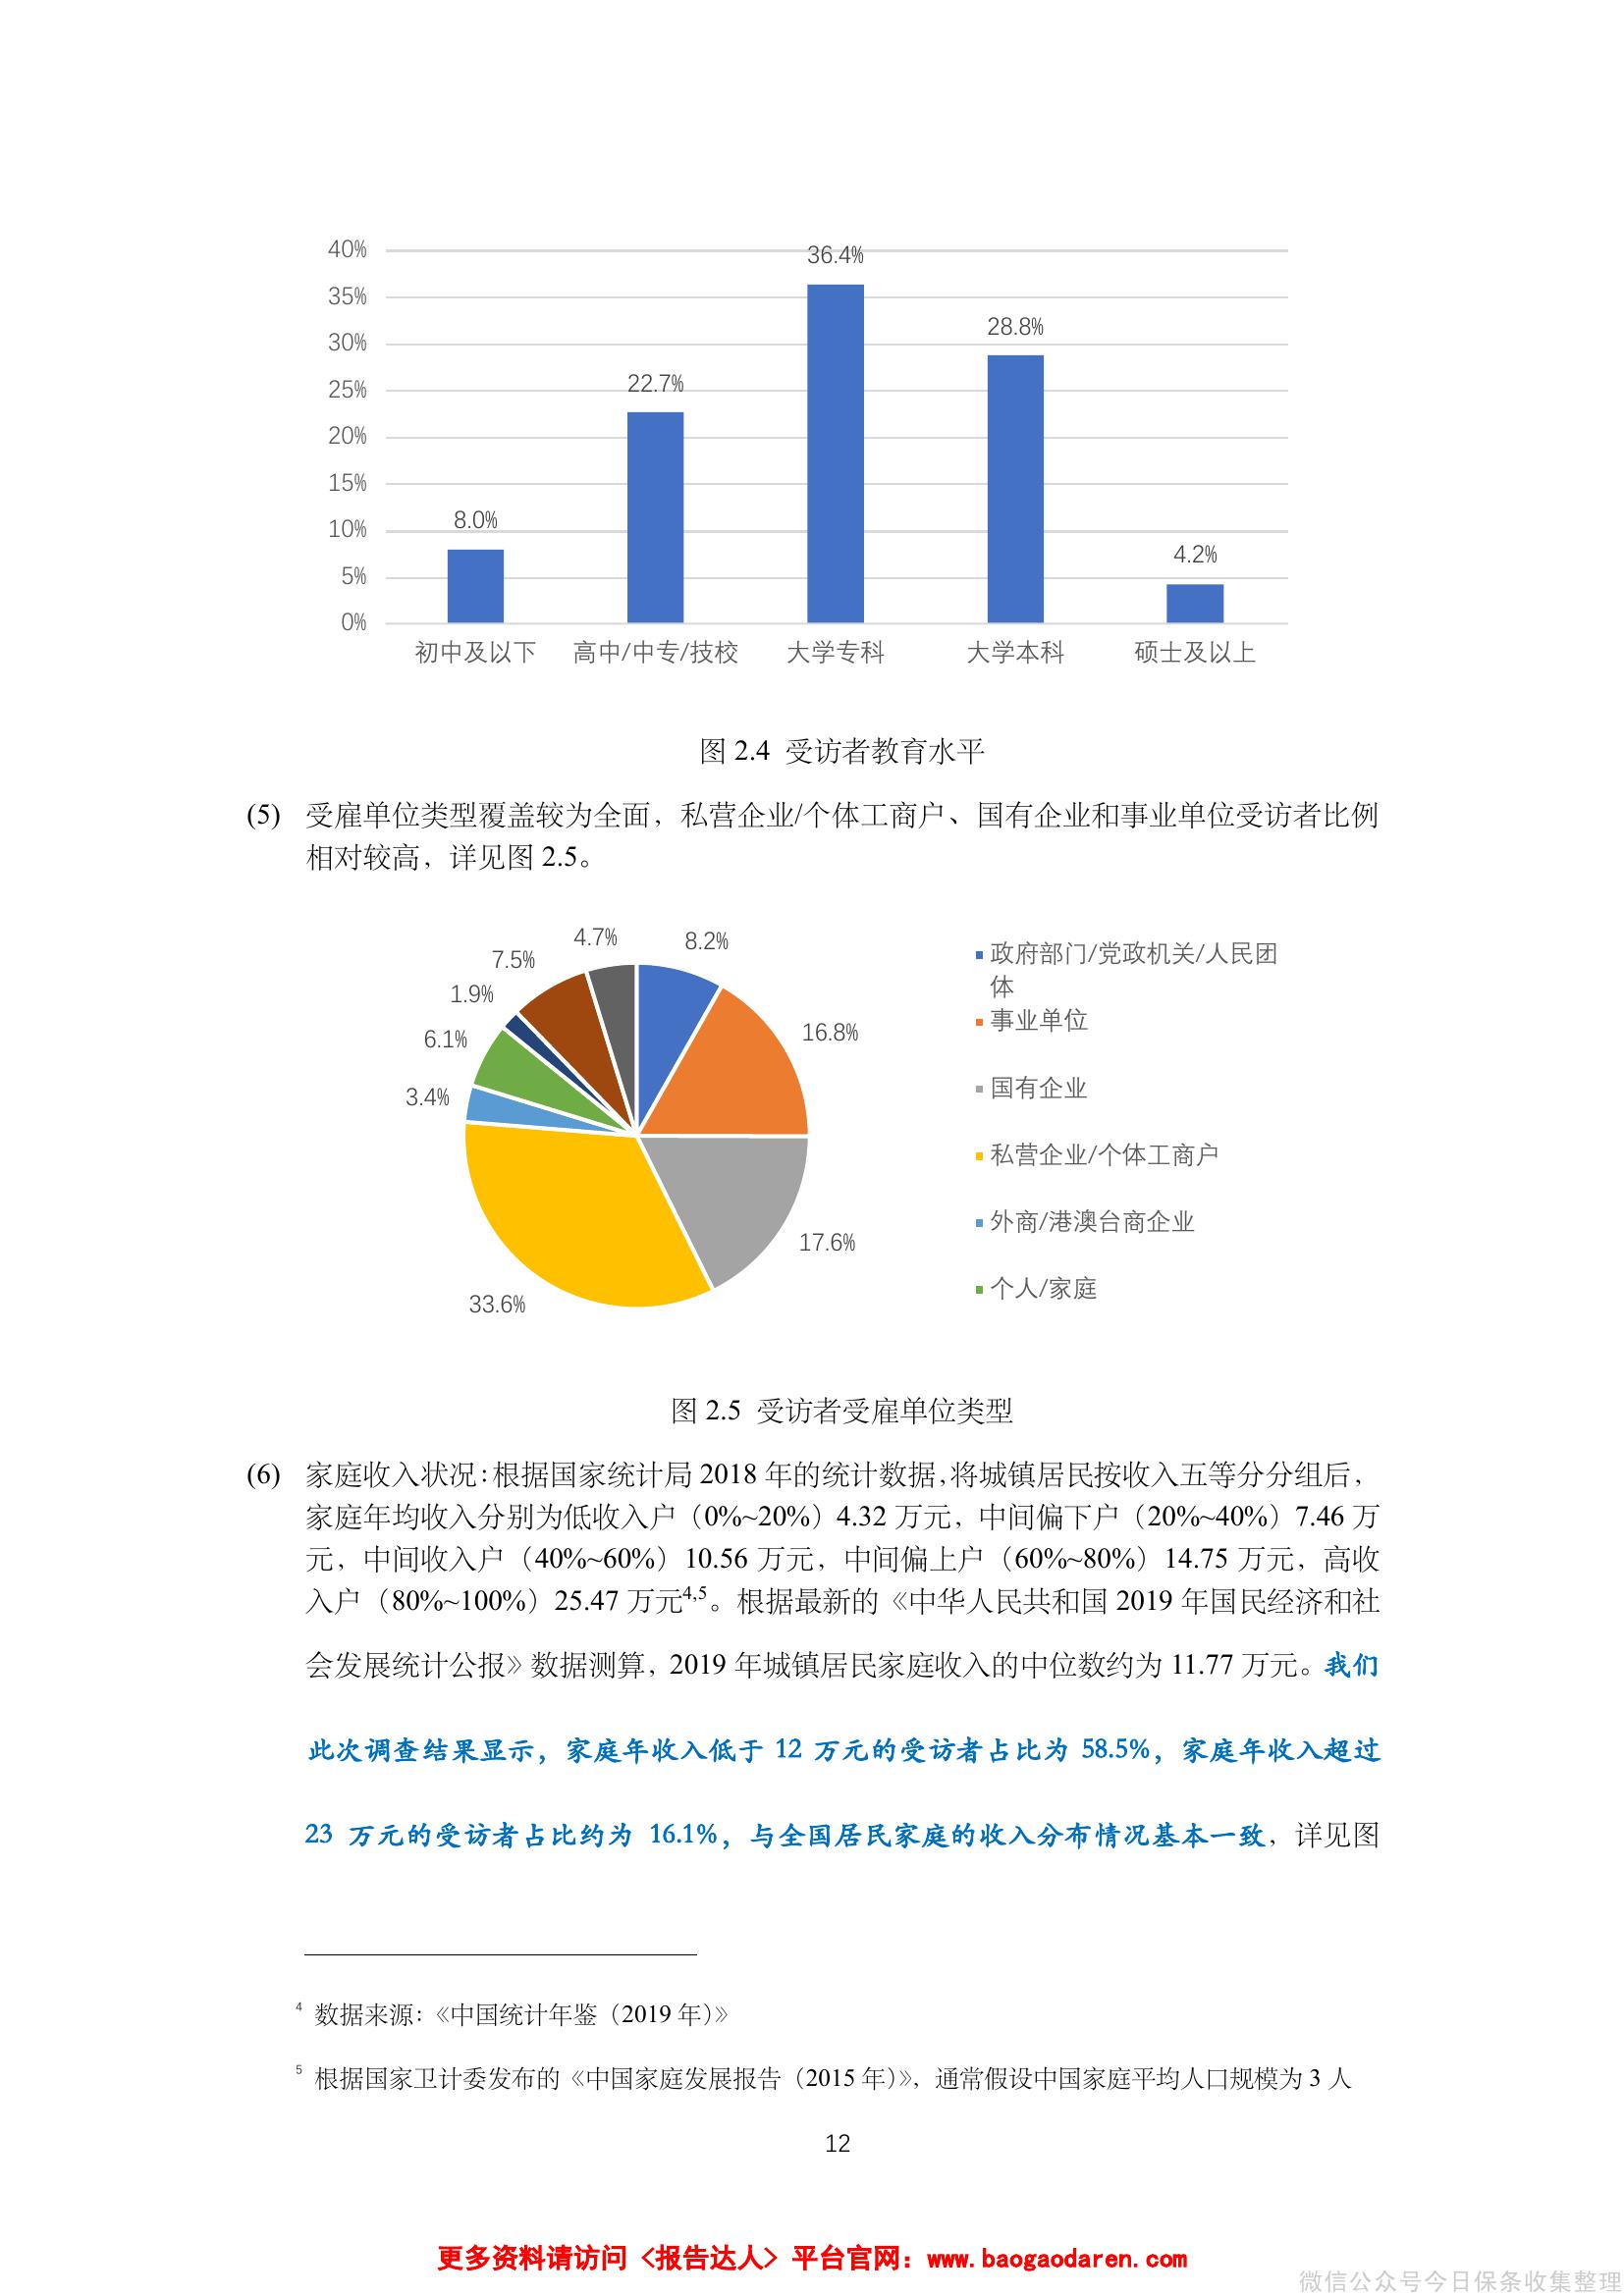 40%
35%
30%
25%
20%
15%
10%
5%
0%
8.0%
22.7%
36.4%
28.8%
4.2%
初中及以下
高中/中专/技校
大学专科
大学本科
硕士及以上
图 2.4 受访者教育水平
(5) 受雇单位类型覆盖较为全面，私营企业/个体工商户、国有企业和事业单位受访者比例
相对较高，详见图 2.5。
8.2%
16.8%
17.6%
33.6%
3.4%
6.1%
1.9%
7.5%
4.7%
政府部门/党政机关/人民团
体
事业单位
国有企业
私营企业/个体工商户
外商/港澳台商企业
个人/家庭
图 2.5 受访者受雇单位类型
(6) 家庭收入状况：根据国家统计局 2018 年的统计数据，将城镇居民按收入五等分分组后，
家庭年均收入分别为低收入户（0%~20%）4.32 万元，中间偏下户（20%~40%）7.46 万
元，中间收入户（40%~60%）10.56 万元，中间偏上户（60%~80%）14.75 万元，高收
入户（80%~100%）25.47 万元4,5。根据最新的《中华人民共和国 2019 年国民经济和社
会发展统计公报》数据测算，2019 年城镇居民家庭收入的中位数约为 11.77 万元。我们
此次调查结果显示，家庭年收入低于 12 万元的受访者占比为 58.5%，家庭年收入超过
23 万元的受访者占比约为 16.1%，与全国居民家庭的收入分布情况基本一致，详见图
4 数据来源：《中国统计年鉴（2019 年）》
5 根据国家卫计委发布的《中国家庭发展报告（2015 年）》，通常假设中国家庭平均人口规模为 3 人
12
更多资料请访问《报告达人》平台官网：www.baogaodaren.com
微信公众号今日保条收集整理